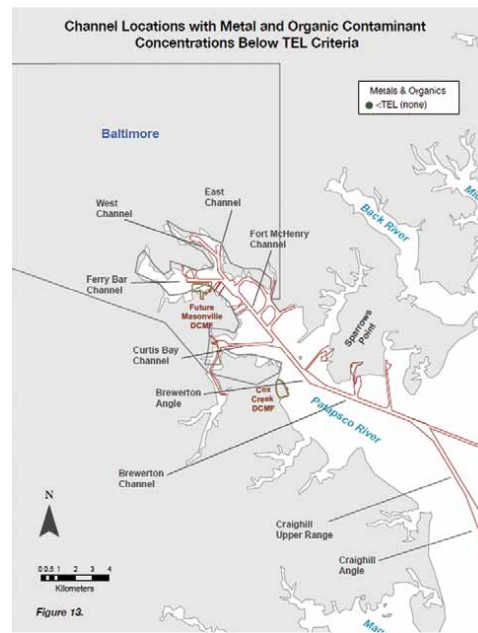 Channel Locations with Metal and Organic Contaminant
Concentrations Below TEL Criteria
Metals & Organics
<TEL (none)
Baltimore
East
Channel
West
Channel
Fort McHenry
Channel
Back River
Ferry Bar
Channel
Future
Masonville
DCMF
Sparrows
Point
Curtis Bay
Channel
Brewerton
Angle
Cox
Creek
DCMF
Patapsco River
Brewerton
Channel
N
Craighill
Upper Range
Craighill
Angle
0 0.5 1 2 3 4
Kilometers
Figure 13.